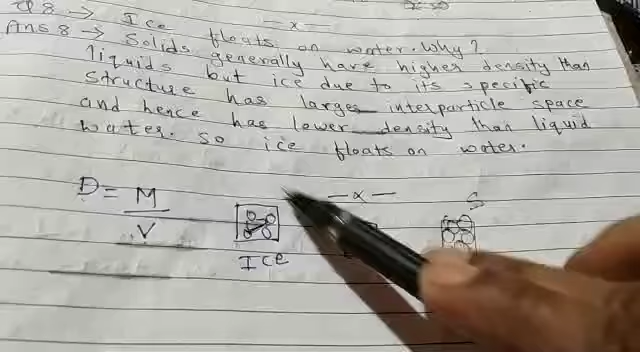 Q8 → Ice floats on water. Why?
Ans 8 → Solids generally have higher density than
liquids but ice due to its specific
structure has large interparticle space
and hence has lower density than liquid
water. so ice floats on water.
—x—
D = M
V
S
Ice